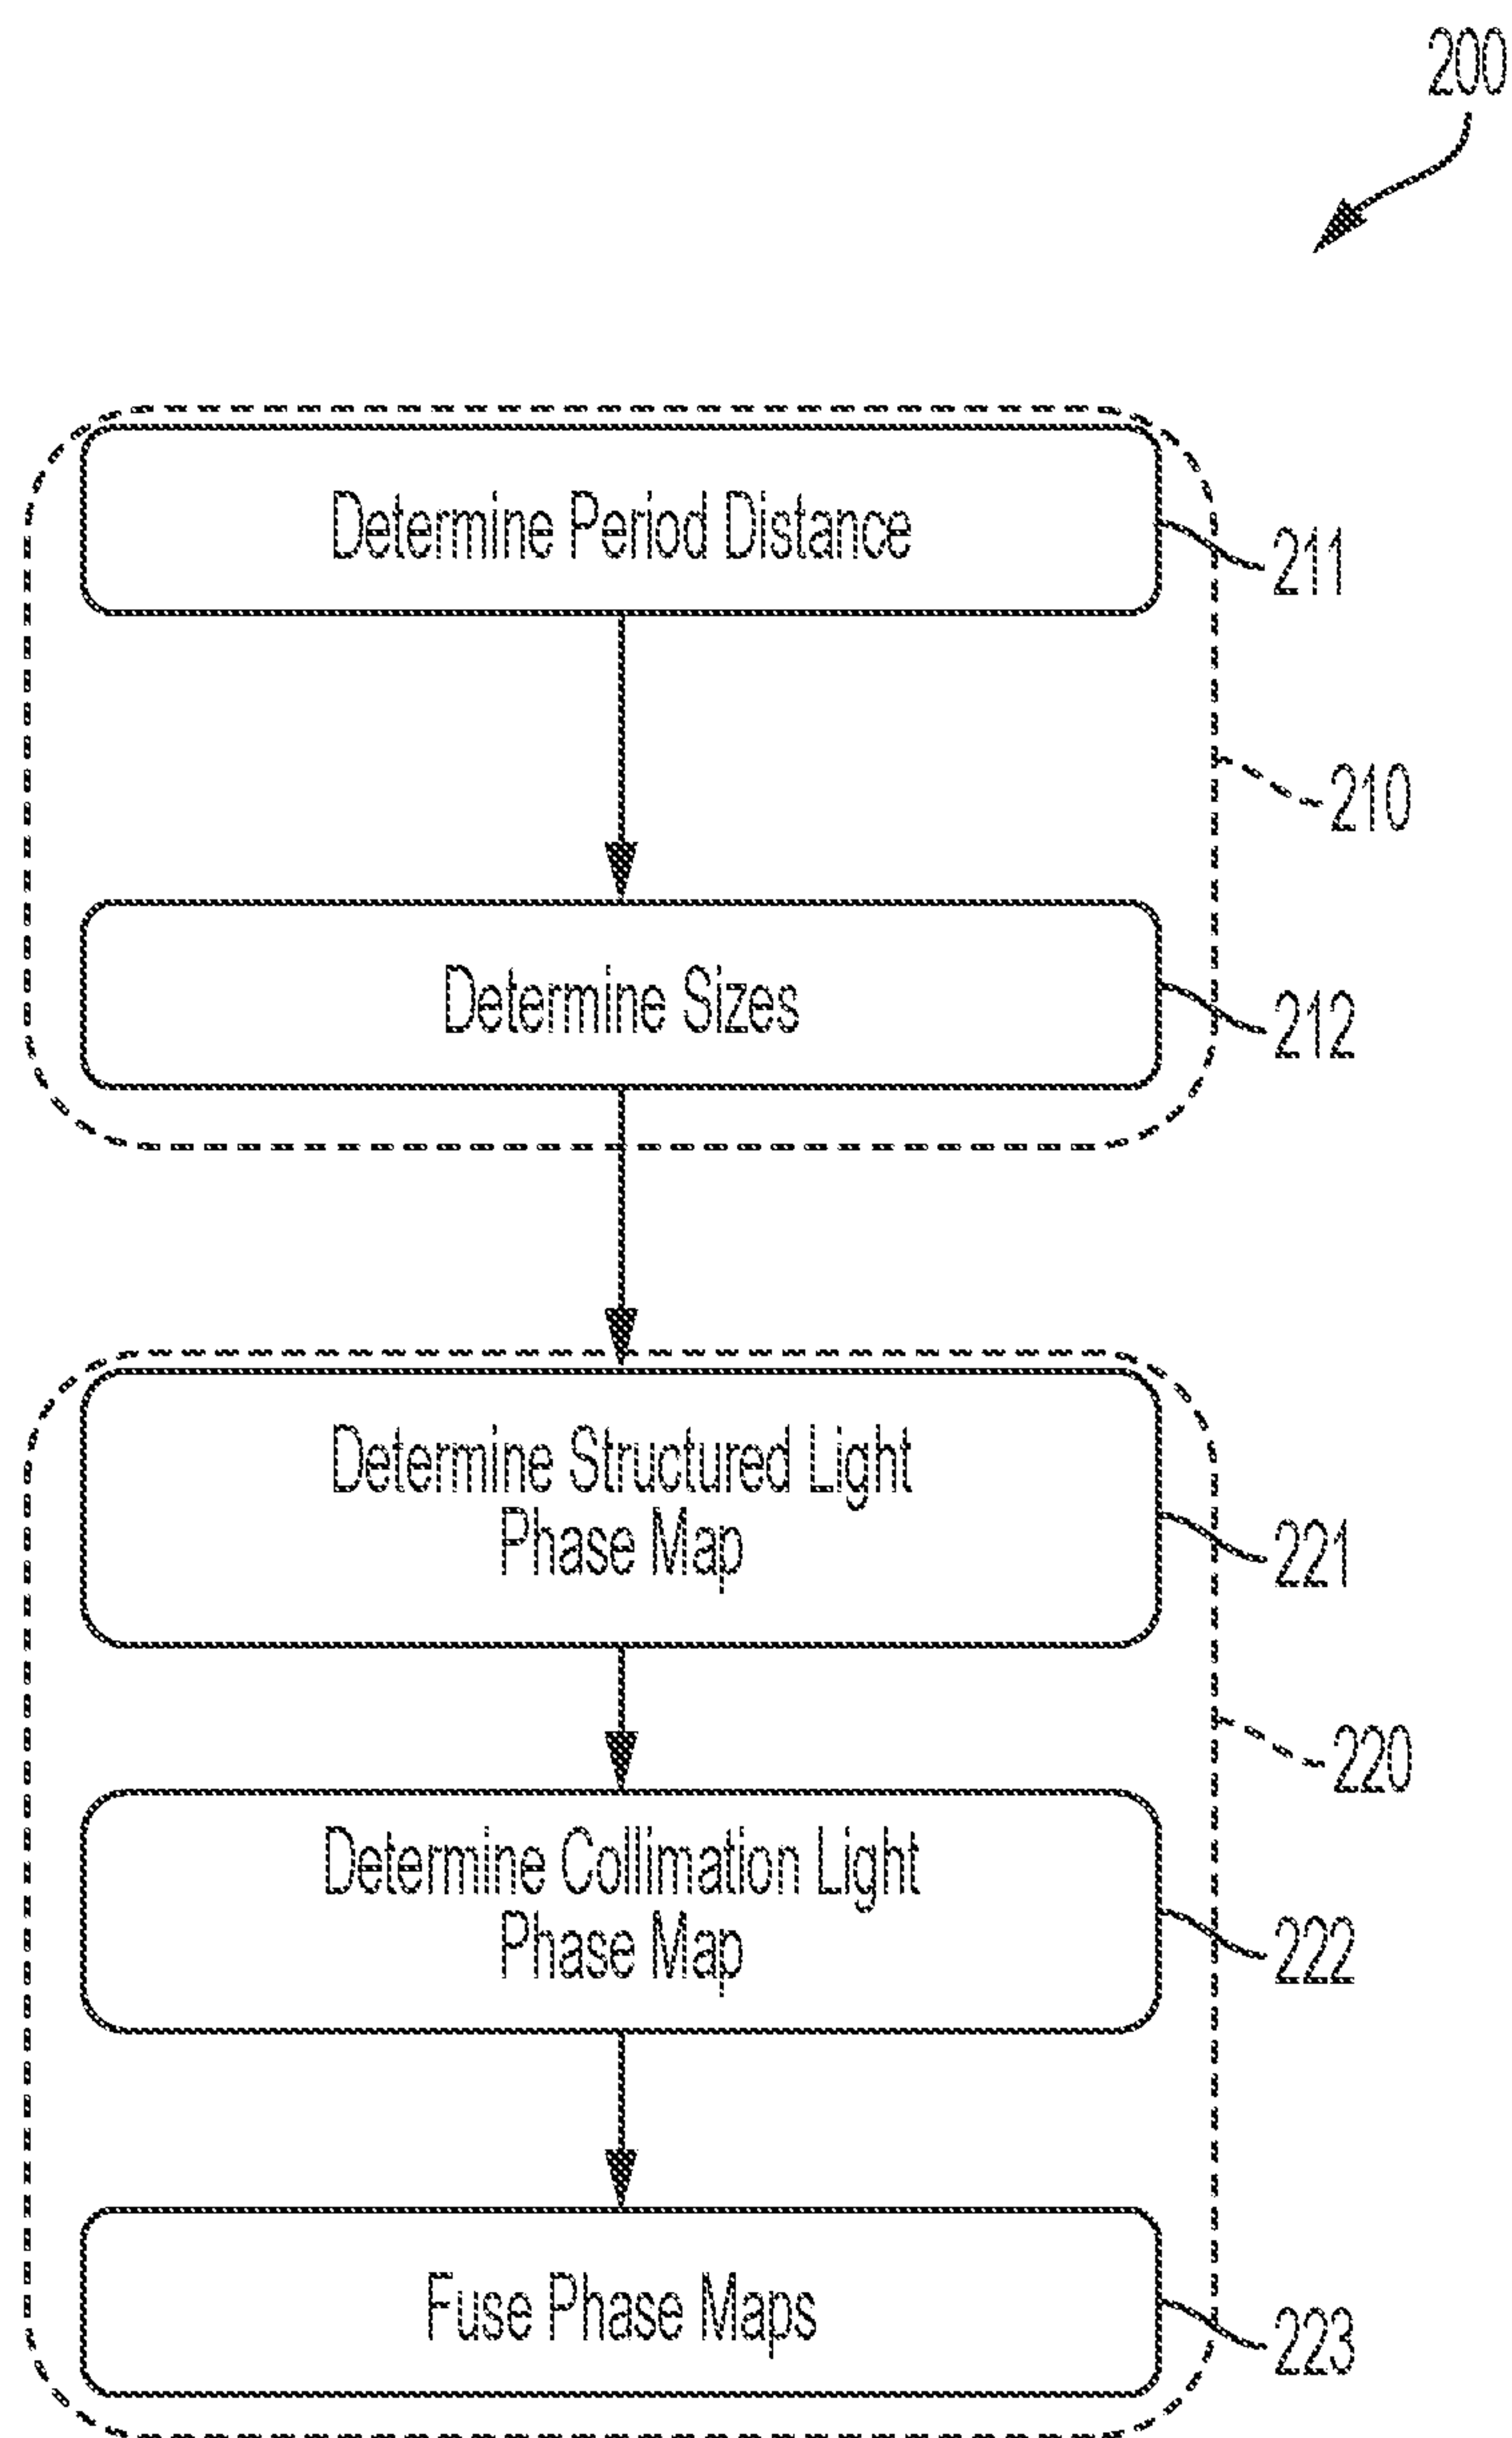 200
Determine Period Distance
211
210
Determine Sizes
212
Determine Structured Light
Phase Map
221
220
Determine Collimation Light
Phase Map
222
Fuse Phase Maps
223